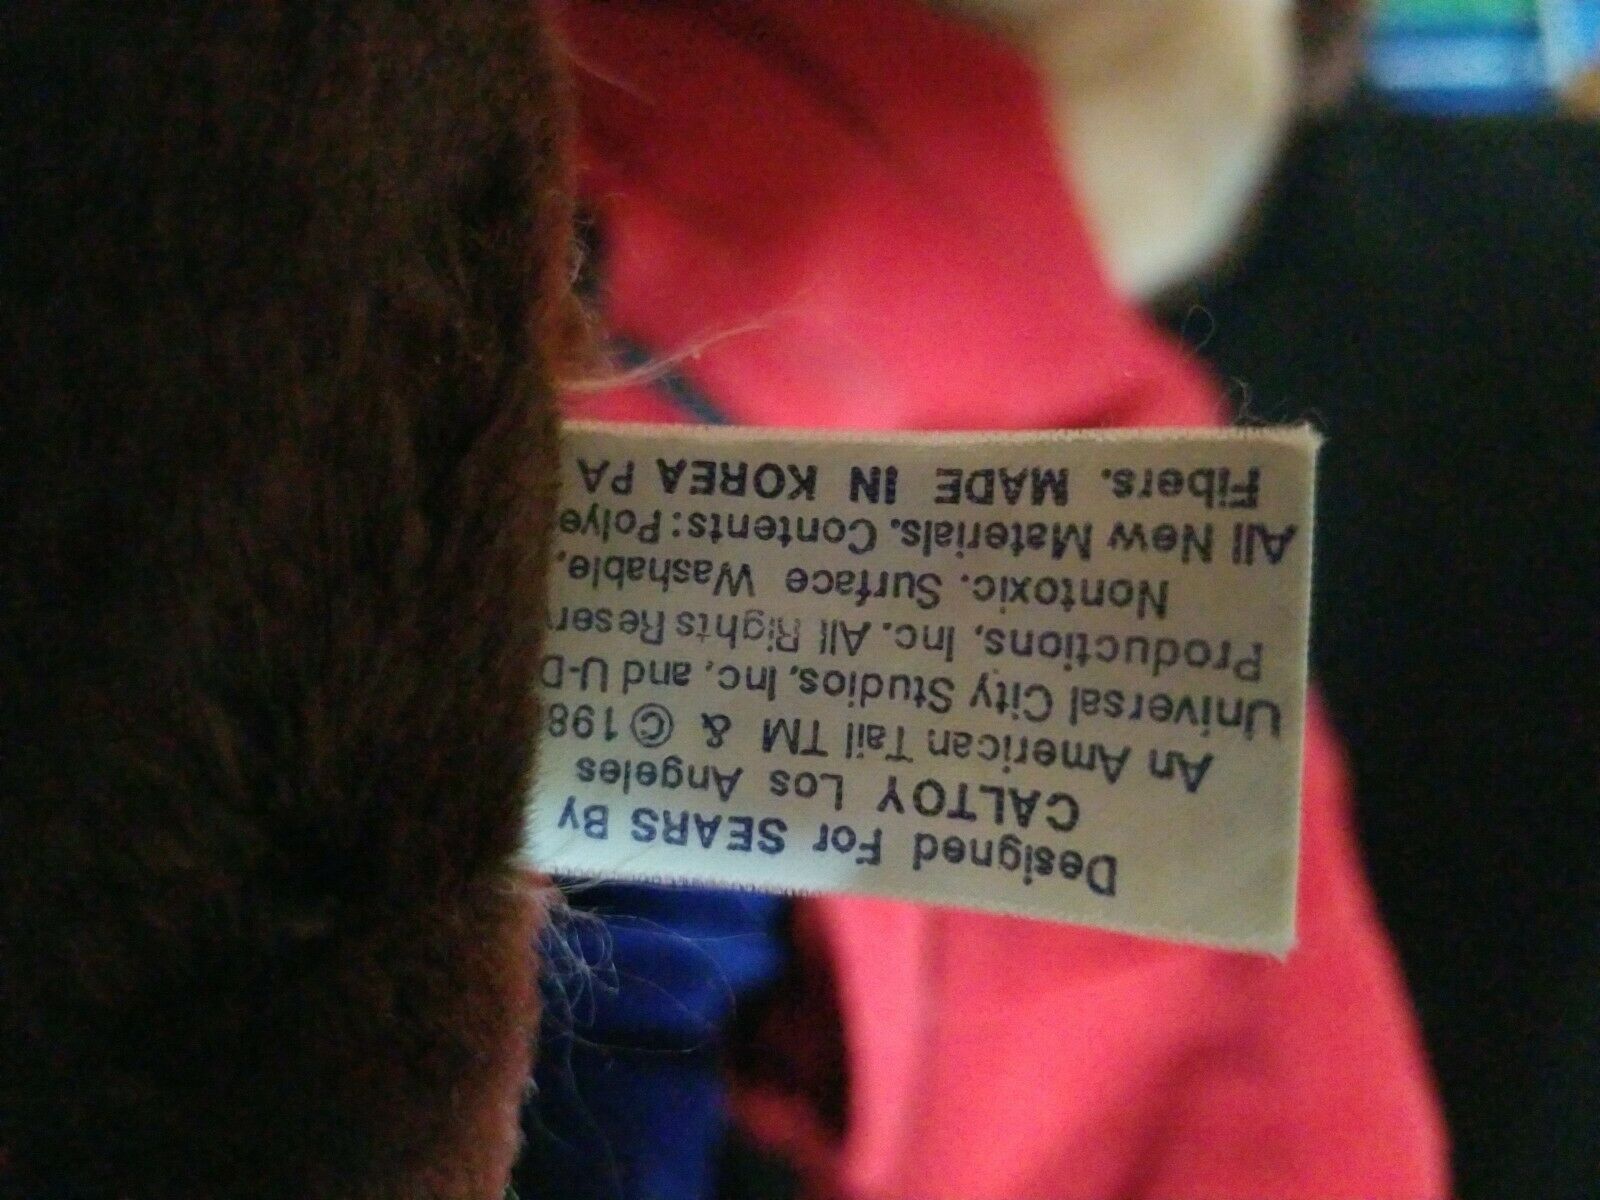 Designed For SEARS By
CALTOY Los Angeles
An American Tail TM & ©198
Universal City Studios, Inc, and U-D
Productions, Inc. All Rights Reser
Nontoxic. Surface Washable,
All New Materials. Contents: Polye
Fibers. MADE IN KOREA PA